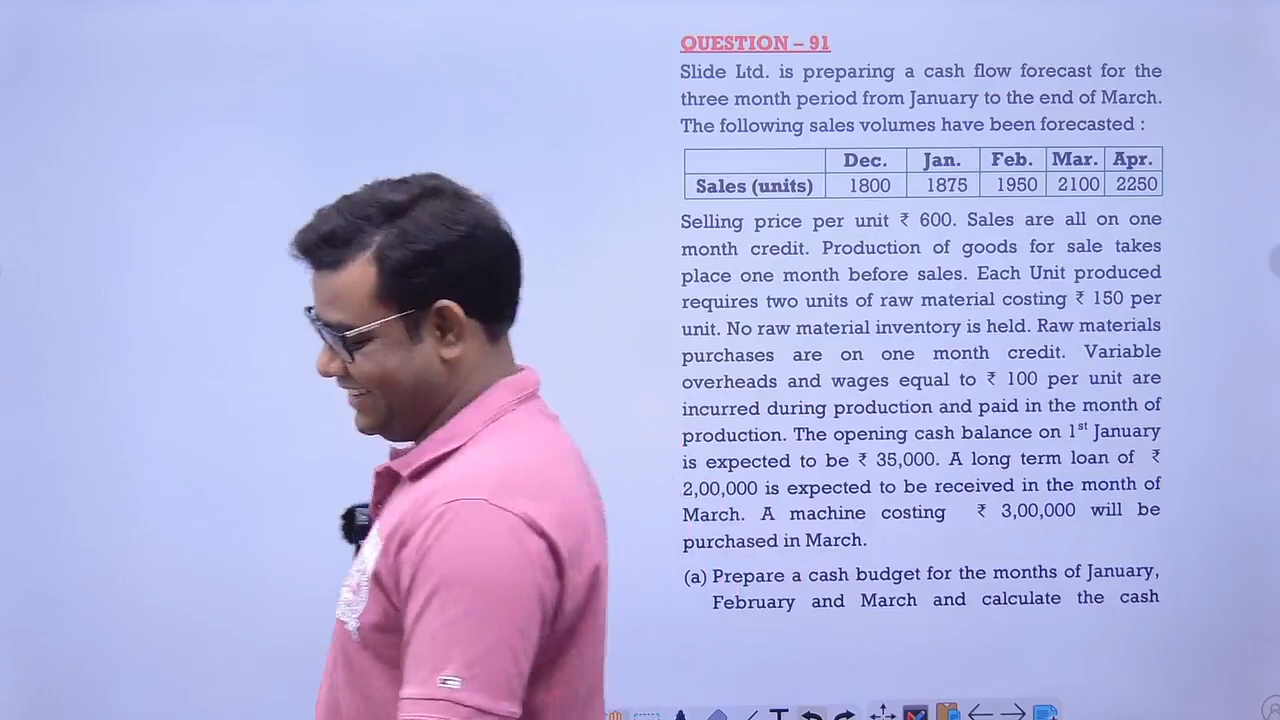 QUESTION – 91
Slide Ltd. is preparing a cash flow forecast for the
three month period from January to the end of March.
The following sales volumes have been forecasted :
Dec. Jan. Feb. Mar. Apr.
Sales (units) 1800 1875 1950 2100 2250
Selling price per unit ₹ 600. Sales are all on one
month credit. Production of goods for sale takes
place one month before sales. Each Unit produced
requires two units of raw material costing ₹ 150 per
unit. No raw material inventory is held. Raw materials
purchases are on one month credit. Variable
overheads and wages equal to ₹ 100 per unit are
incurred during production and paid in the month of
production. The opening cash balance on 1st January
is expected to be ₹ 35,000. A long term loan of ₹
2,00,000 is expected to be received in the month of
March. A machine costing ₹ 3,00,000 will be
purchased in March.
(a) Prepare a cash budget for the months of January,
February and March and calculate the cash